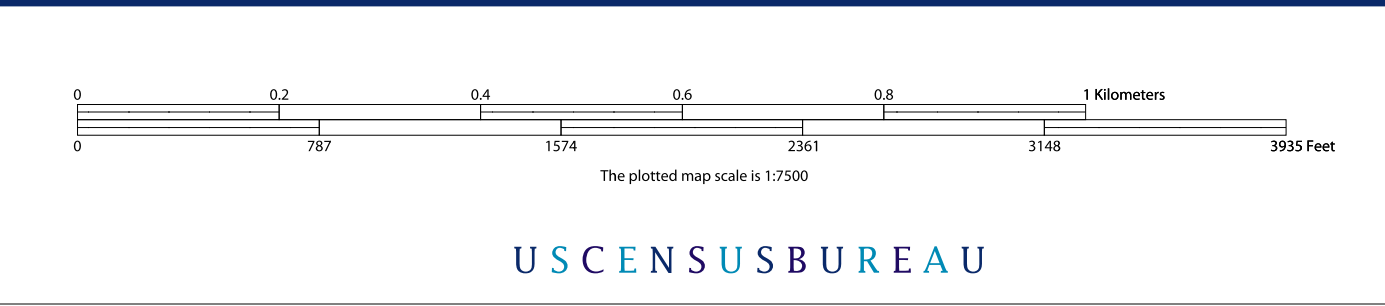 0 0.2 0.4 0.6 0.8 1 Kilometers
0 787 1574 2361 3148 3935 Feet
The plotted map scale is 1:7500
USCENSUSBUREAU